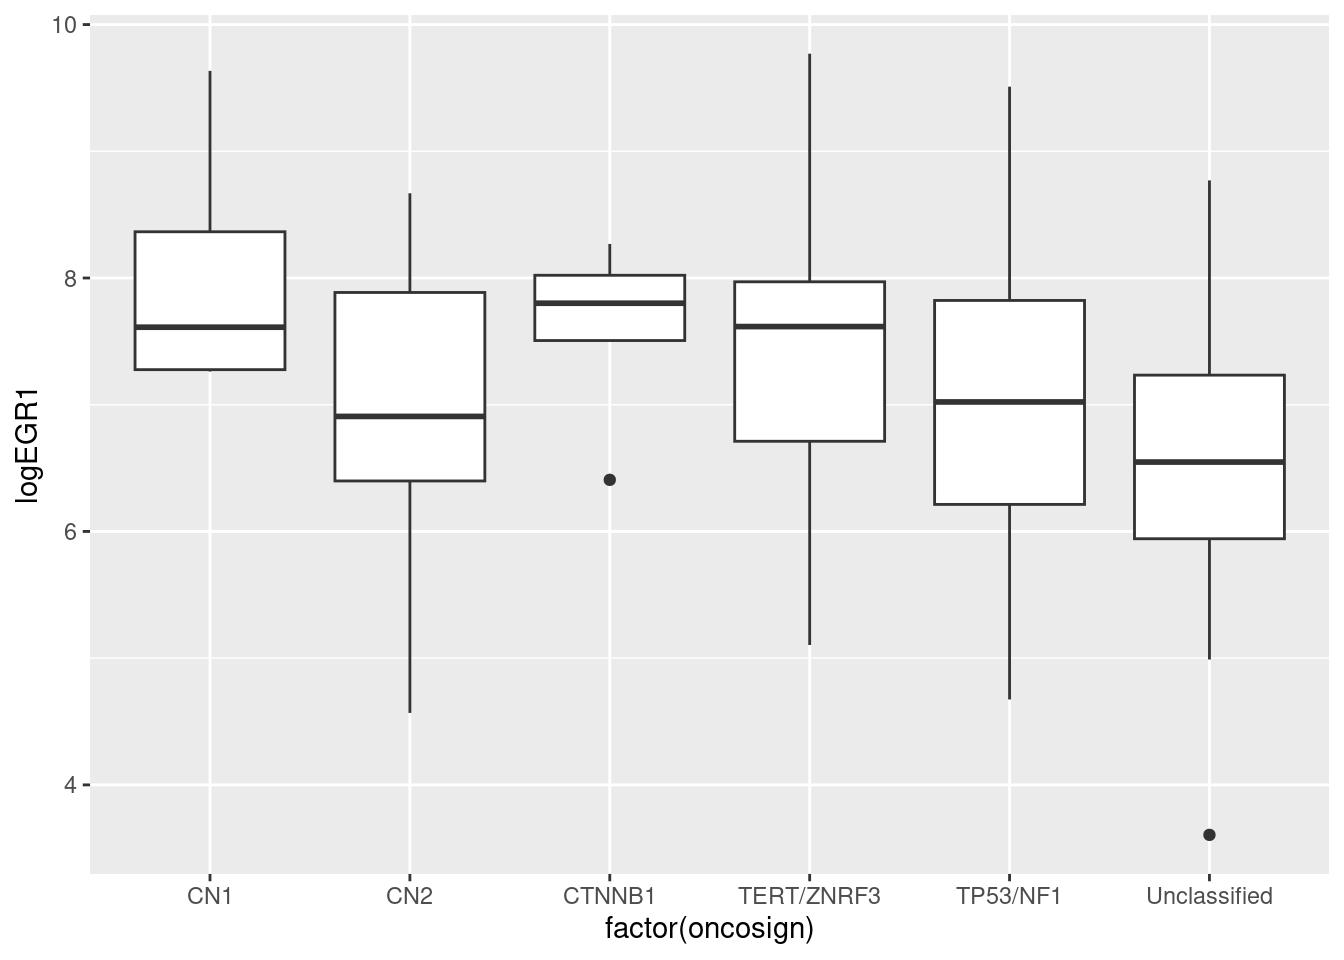 10
8
6
4
logEGR1
CN1 CN2 CTNNB1 TERT/ZNRF3 TP53/NF1 Unclassified
factor(oncosign)